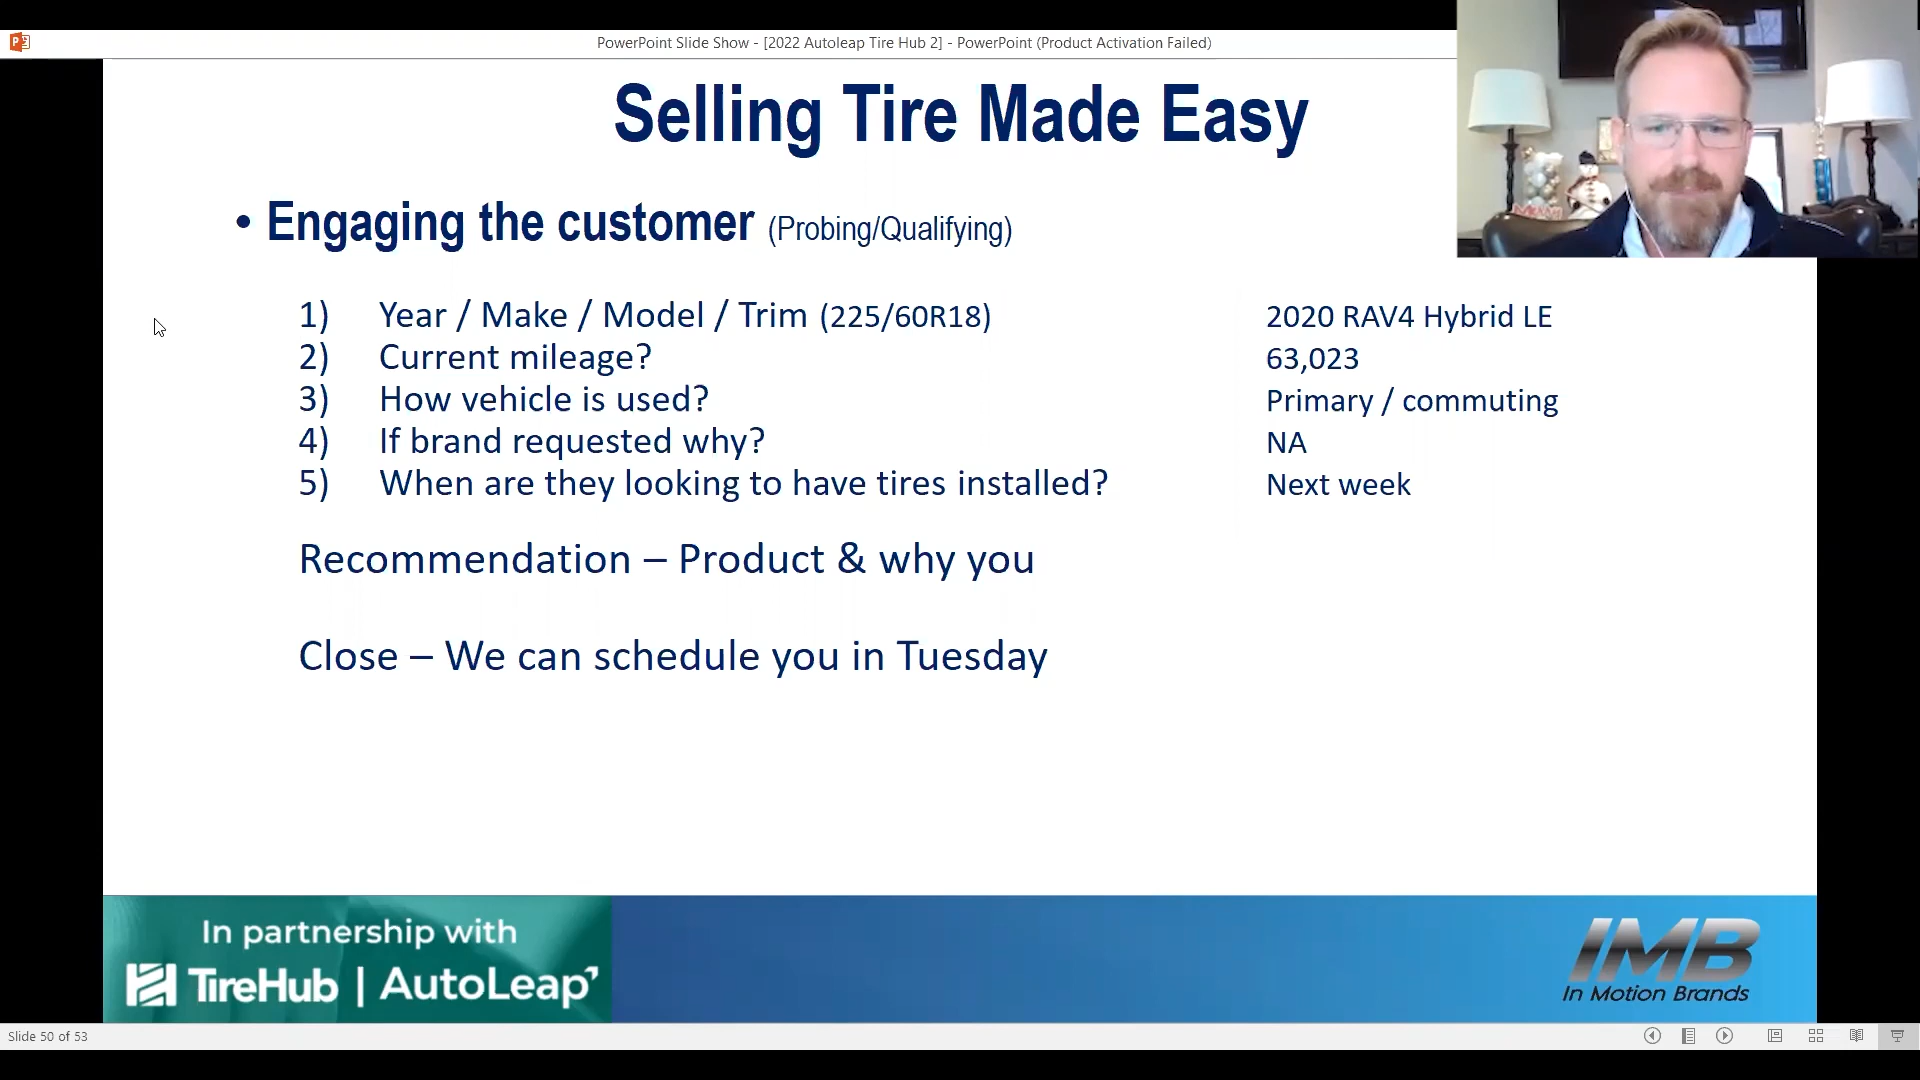 PowerPoint Slide Show - [2022 Autoleap Tire Hub 2] - PowerPoint (Product Activation Failed)
Selling Tire Made Easy
• Engaging the customer (Probing/Qualifying)
1) Year / Make / Model / Trim (225/60R18) 2020 RAV4 Hybrid LE
2) Current mileage? 63,023
3) How vehicle is used? Primary / commuting
4) If brand requested why? NA
5) When are they looking to have tires installed? Next week
Recommendation – Product & why you
Close – We can schedule you in Tuesday
In partnership with
TireHub | AutoLeap
IMB
In Motion Brands
Slide 50 of 53